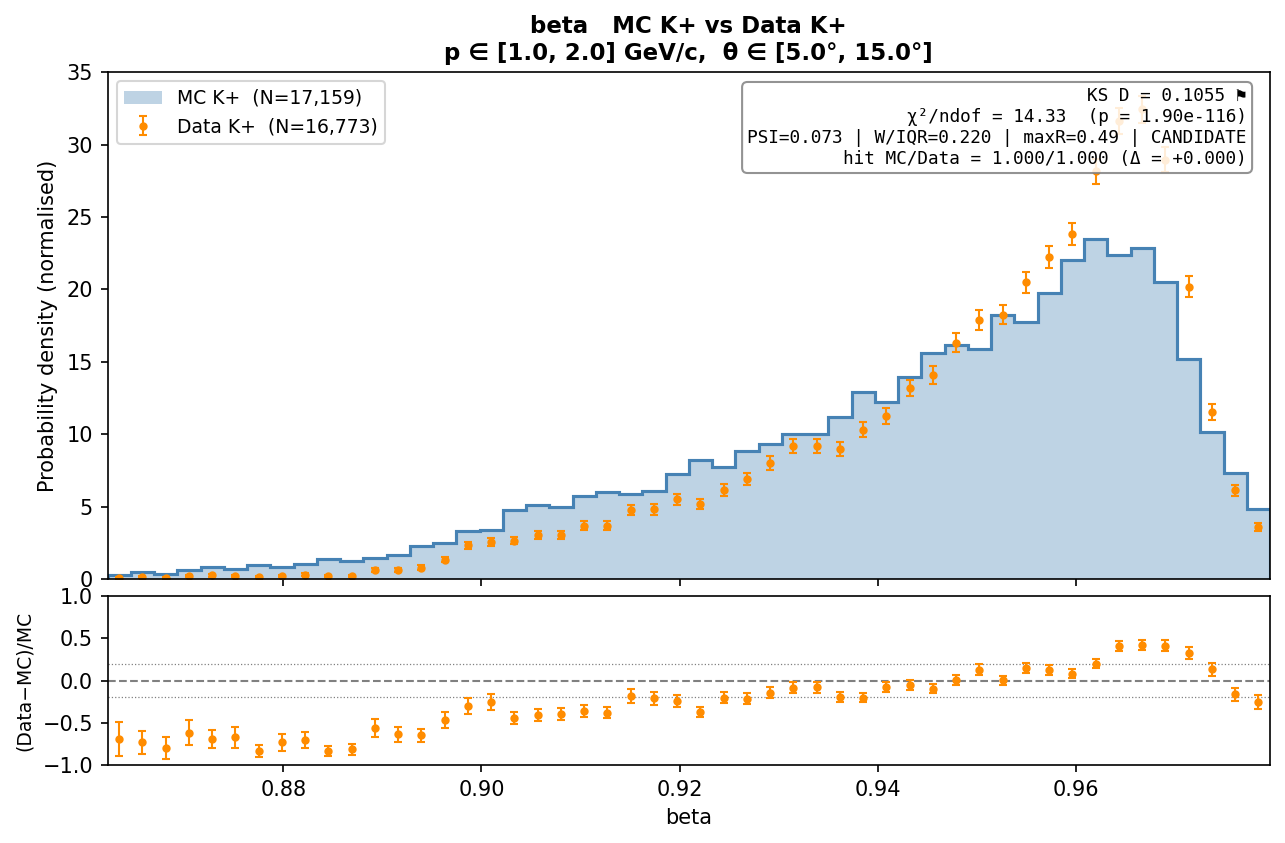 beta   MC K+ vs Data K+
p ∈ [1.0, 2.0] GeV/c,  θ ∈ [5.0°, 15.0°]
MC K+  (N=17,159)
Data K+  (N=16,773)
KS D = 0.1055 ⚑
χ²/ndof = 14.33  (p = 1.90e-116)
PSI=0.073 | W/IQR=0.220 | maxR=0.49 | CANDIDATE
hit MC/Data = 1.000/1.000 (Δ = +0.000)
Probability density (normalised)
35
30
25
20
15
10
5
0
(Data−MC)/MC
1.0
0.5
0.0
−0.5
−1.0
0.88
0.90
0.92
0.94
0.96
beta